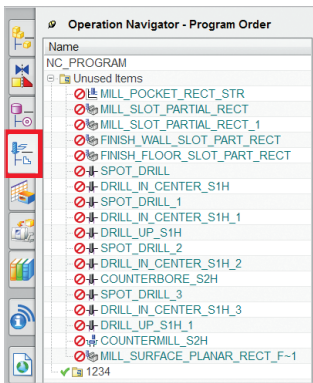 Operation Navigator - Program Order
Name
NC_PROGRAM
Unused Items
MILL_POCKET_RECT_STR
MILL_SLOT_PARTIAL_RECT
MILL_SLOT_PARTIAL_RECT_1
FINISH_WALL_SLOT_PART_RECT
FINISH_FLOOR_SLOT_PART_RECT
SPOT_DRILL
DRILL_IN_CENTER_S1H
SPOT_DRILL_1
DRILL_IN_CENTER_S1H_1
DRILL_UP_S1H
SPOT_DRILL_2
DRILL_IN_CENTER_S1H_2
COUNTERBORE_S2H
SPOT_DRILL_3
DRILL_IN_CENTER_S1H_3
DRILL_UP_S1H_1
COUNTERMILL_S2H
MILL_SURFACE_PLANAR_RECT_F~1
1234